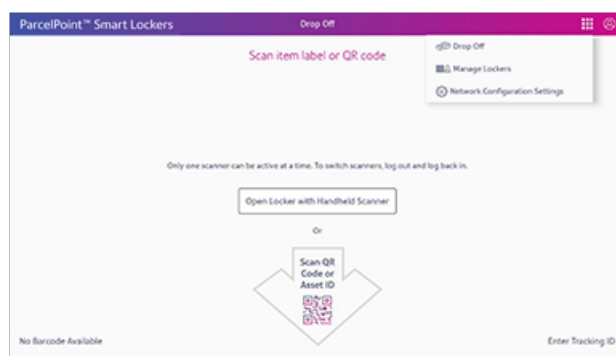 ParcelPoint™ Smart Lockers
Drop Off
Scan item label or QR code
Drop Off
Manage Lockers
Network Configuration Settings
Only one scanner can be active at a time. To switch scanners, log out and log back in.
Open Locker with Handheld Scanner
Or
Scan QR
Code or
Asset ID
No Barcode Available
Enter Tracking ID